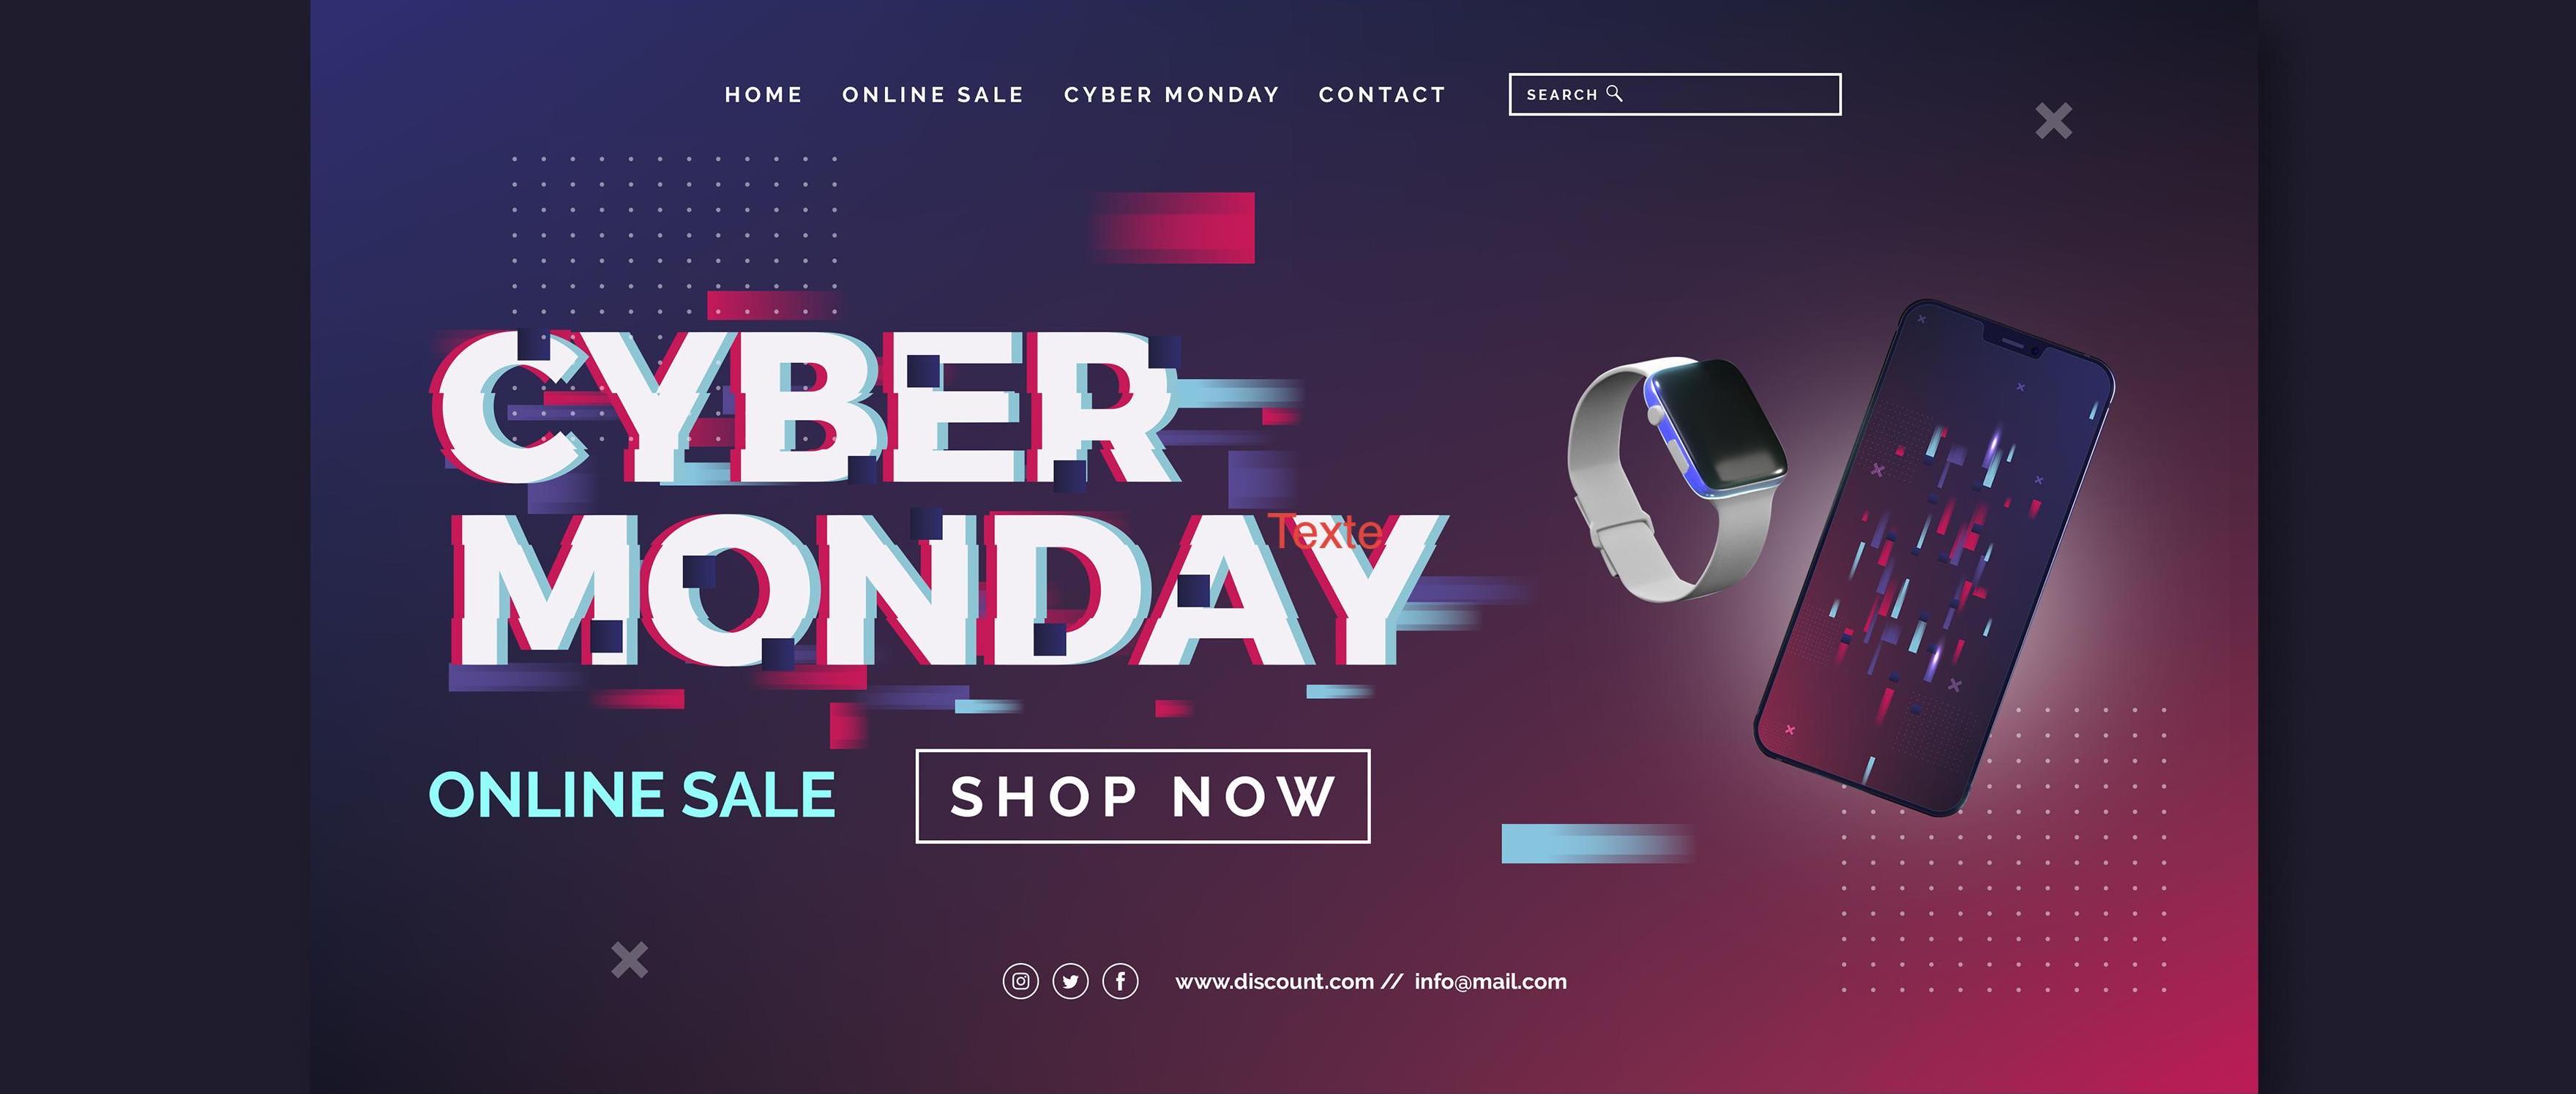 HOME ONLINE SALE CYBER MONDAY CONTACT SEARCH
CYBER
MONDAY
Texte
ONLINE SALE SHOP NOW
www.discount.com // info@mail.com